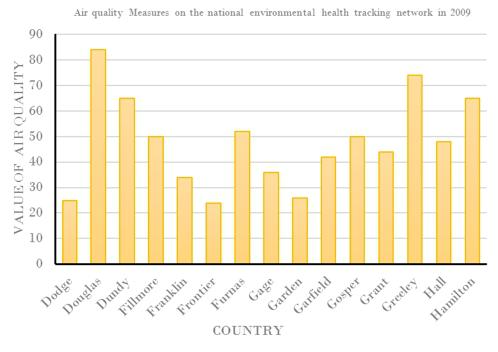 Air quality Measures on the national environmental health tracking network in 2009
VALUE OF AIR QUALITY
90
80
70
60
50
40
30
20
10
0
Dodge
Douglas
Dundy
Fillmore
Franklin
Frontier
Furnas
Gage
Garden
Garfield
Gosper
Grant
Greeley
Hall
Hamilton
COUNTRY